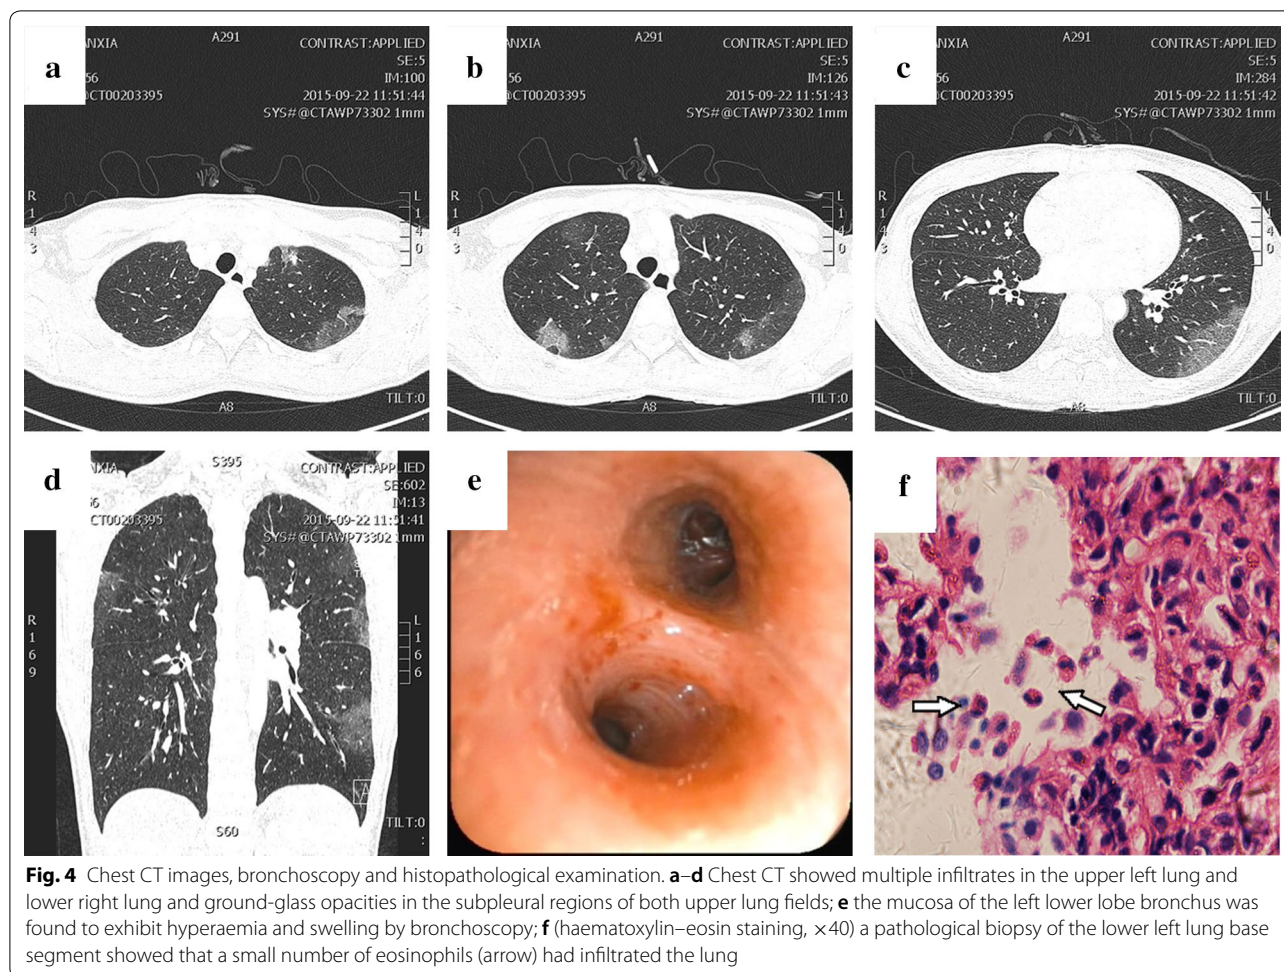 a
ANXIA
A291
CONTRAST:APPLIED
SE:5
56
IM:100
@CT00203395
2015-09-22 11:51:44
SYS#@CTAWP73302 1mm
R
1
4
3
L
1
4
0
A8
TILT:0
b
ANXIA
A291
CONTRAST:APPLIED
SE:5
56
IM:126
@CT00203395
2015-09-22 11:51:43
SYS#@CTAWP73302 1mm
R
1
4
3
L
1
4
0
A8
TILT:0
c
ANXIA
A291
CONTRAST:APPLIED
SE:5
56
IM:284
@CT00203395
2015-09-22 11:51:42
SYS#@CTAWP73302 1mm
R
1
4
3
L
1
4
0
A8
TILT:0
d
NXIA
S395
CONTRAST:APPLIED
SE:602
56
IM:13
CT00203395
2015-09-22 11:51:41
SYS#@CTAWP73302 1mm
R
1
6
9
L
1
6
6
A
S60
TILT:0
:
e
f
Fig. 4 Chest CT images, bronchoscopy and histopathological examination. a–d Chest CT showed multiple infiltrates in the upper left lung and
lower right lung and ground-glass opacities in the subpleural regions of both upper lung fields; e the mucosa of the left lower lobe bronchus was
found to exhibit hyperaemia and swelling by bronchoscopy; f (haematoxylin–eosin staining, ×40) a pathological biopsy of the lower left lung base
segment showed that a small number of eosinophils (arrow) had infiltrated the lung